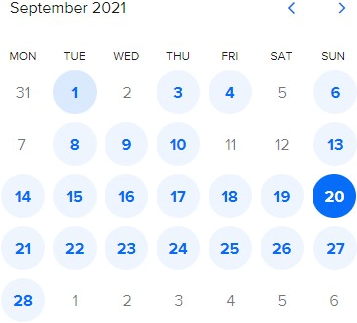 September 2021
MON TUE WED THU FRI SAT SUN
31 1 2 3 4 5 6
7 8 9 10 11 12 13
14 15 16 17 18 19 20
21 22 23 24 25 26 27
28 1 2 3 4 5 6